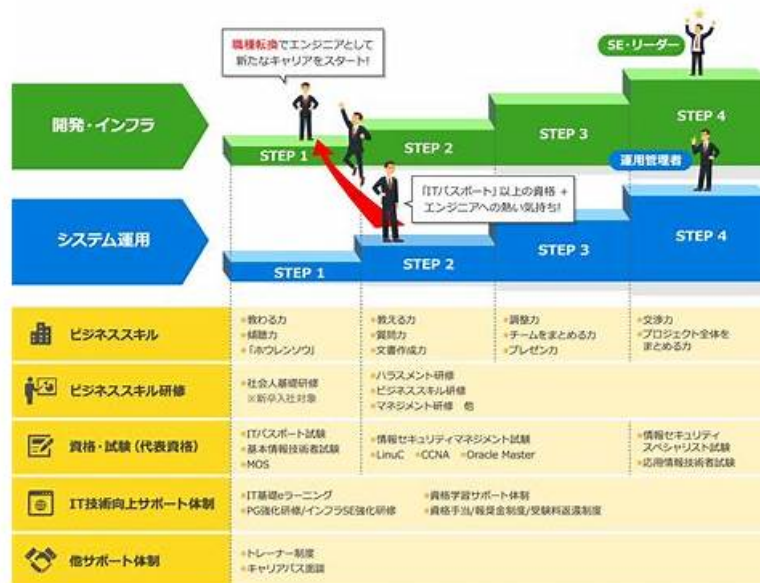 職種転換でエンジニアとして
新たなキャリアをスタート!
SE・リーダー
開発・インフラ
STEP 1
STEP 2
STEP 3
STEP 4
運用管理者
「ITパスポート」以上の資格 +
エンジニアへの熱い気持ち!
システム運用
STEP 1
STEP 2
STEP 3
STEP 4
ビジネススキル
教わる力
傾聴力
「ホウレンソウ」
教える力
質問力
文書作成力
調整力
チームをまとめる力
プレゼン力
交渉力
プロジェクト全体を
まとめる力
ビジネススキル研修
社会人基礎研修
※新卒入社対象
ハラスメント研修
ビジネススキル研修
マネジメント研修 他
資格・試験(代表資格)
ITパスポート試験
基本情報技術者試験
MOS
情報セキュリティマネジメント試験
LinuC CCNA Oracle Master
情報セキュリティ
スペシャリスト試験
応用情報技術者試験
IT技術向上サポート体制
IT基礎eラーニング
PG強化研修/インフラSE強化研修
資格学習サポート体制
資格手当/報奨金制度/受験料返還制度
他サポート体制
トレーナー制度
キャリアパス面談